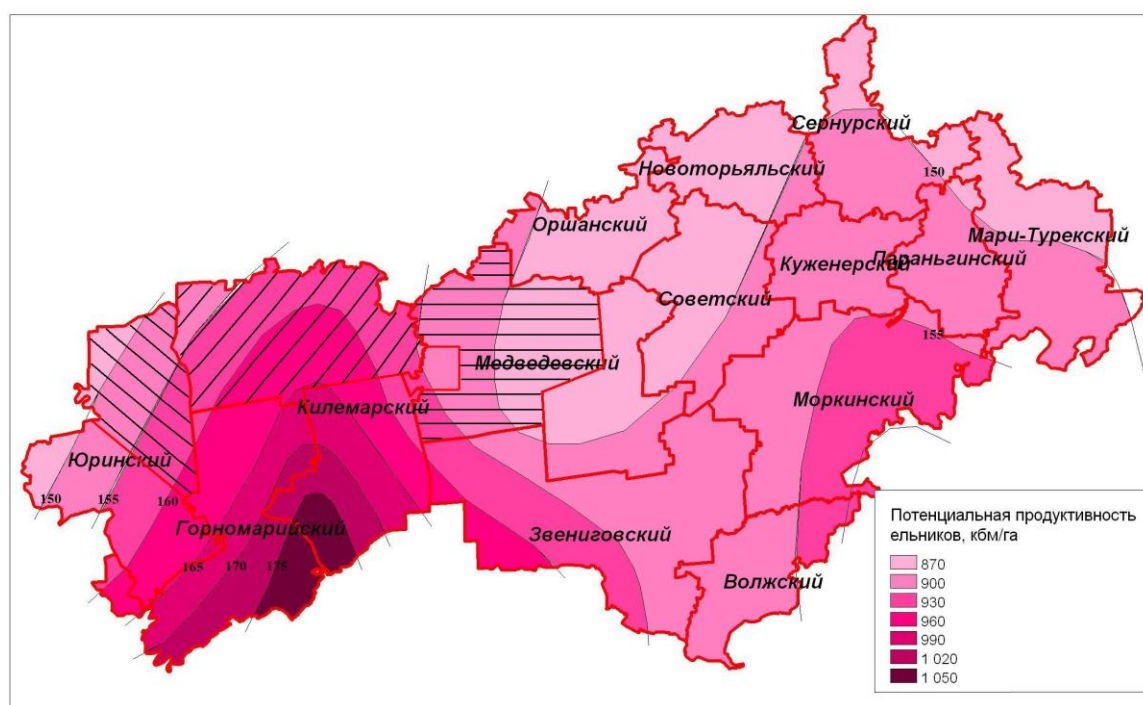 Сернурский
Новоторъяльский
150
Оршанский
Мари-Турекский
Куженерский
Параньгинский
Советский
155
Медведевский
Килемарский
Моркинский
Юринский
150
155
160
Горномарийский
Звениговский
165
170
175
Волжский
Потенциальная продуктивность
ельников, кбм/га
870
900
930
960
990
1 020
1 050